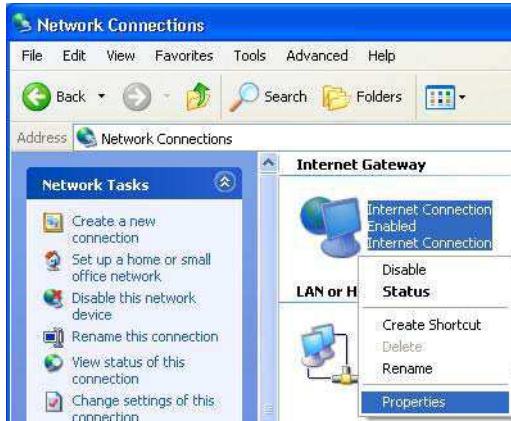 Network Connections
File Edit View Favorites Tools Advanced Help
Back Search Folders
Address Network Connections
Network Tasks
Create a new
connection
Set up a home or small
office network
Disable this network
device
Rename this connection
View status of this
connection
Change settings of this
connection
Internet Gateway
Internet Connection
Enabled
Internet Connection
LAN or H
Disable
Status
Create Shortcut
Delete
Rename
Properties